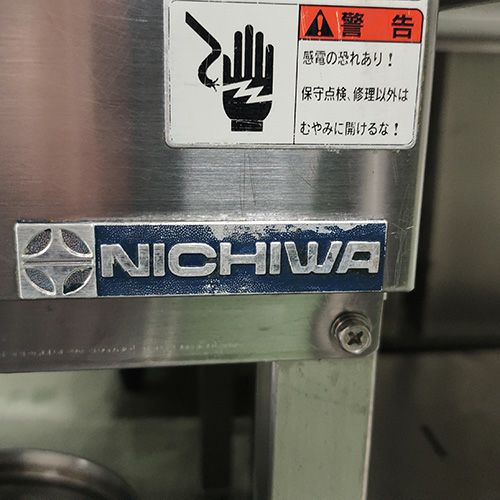 警告
感電の恐れあり！
保守点検、修理以外は
むやみに開けるな！
NICHIWA